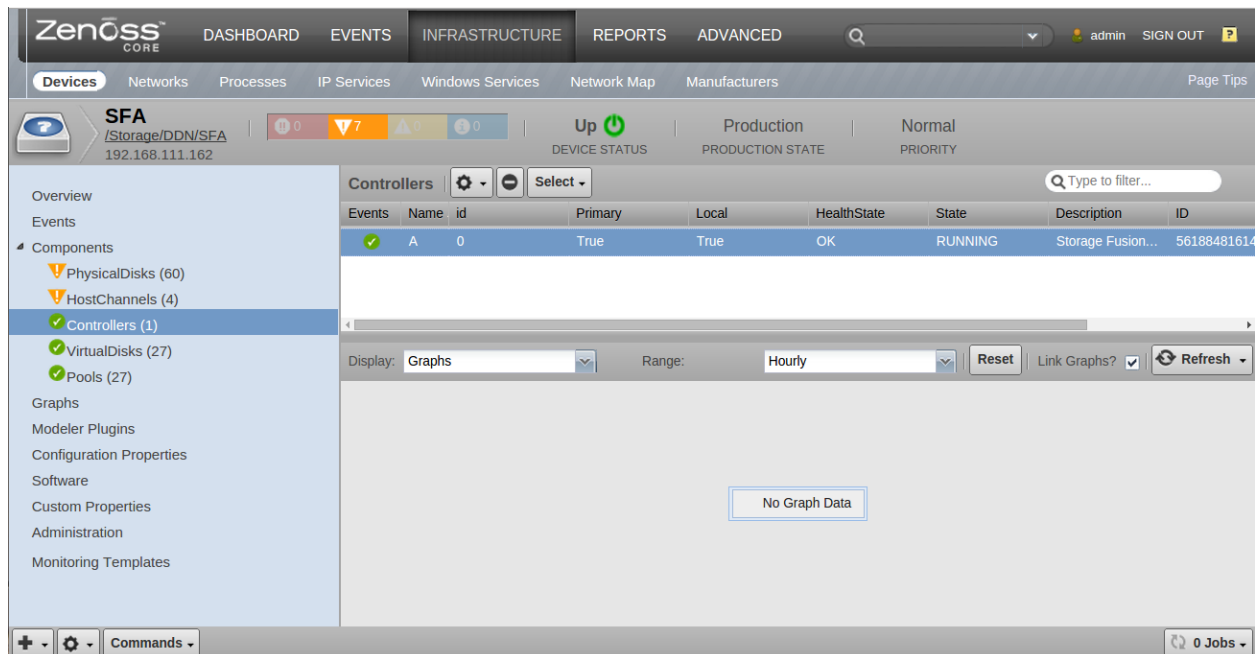 Zenoss CORE DASHBOARD EVENTS INFRASTRUCTURE REPORTS ADVANCED admin SIGN OUT ?
Devices Networks Processes IP Services Windows Services Network Map Manufacturers Page Tips
SFA
/Storage/DDN/SFA
192.168.111.162
0 7 0 0
Up
DEVICE STATUS
Production
PRODUCTION STATE
Normal
PRIORITY
Overview
Events
Components
PhysicalDisks (60)
HostChannels (4)
Controllers (1)
VirtualDisks (27)
Pools (27)
Graphs
Modeler Plugins
Configuration Properties
Software
Custom Properties
Administration
Monitoring Templates
Controllers Select Type to filter...
Events Name id Primary Local HealthState State Description ID
A 0 True True OK RUNNING Storage Fusion... 56188481614
Display: Graphs Range: Hourly Reset Link Graphs? Refresh
No Graph Data
Commands 0 Jobs